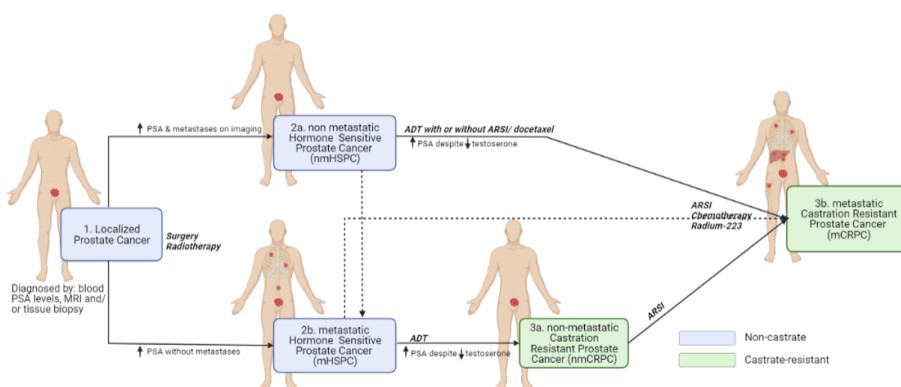 1. Localized
Prostate Cancer
Surgery
Radiotherapy
Diagnosed by: blood
PSA levels, MRI and/
or tissue biopsy
PSA & metastases on imaging
2a. non metastatic
Hormone Sensitive
Prostate Cancer
(nmHSPC)
ADT with or without ARSI/ docetaxel
PSA despite testoserone
PSA without metastases
2b. metastatic
Hormone Sensitive
Prostate Cancer
(mHSPC)
ADT
PSA despite testoserone
3a. non-metastatic
Castration
Resistant Prostate
Cancer (nmCRPC)
ARSI
ARSI
Chemotherapy
Radium-223
3b. metastatic
Castration Resistant
Prostate Cancer
(mCRPC)
Non-castrate
Castrate-resistant